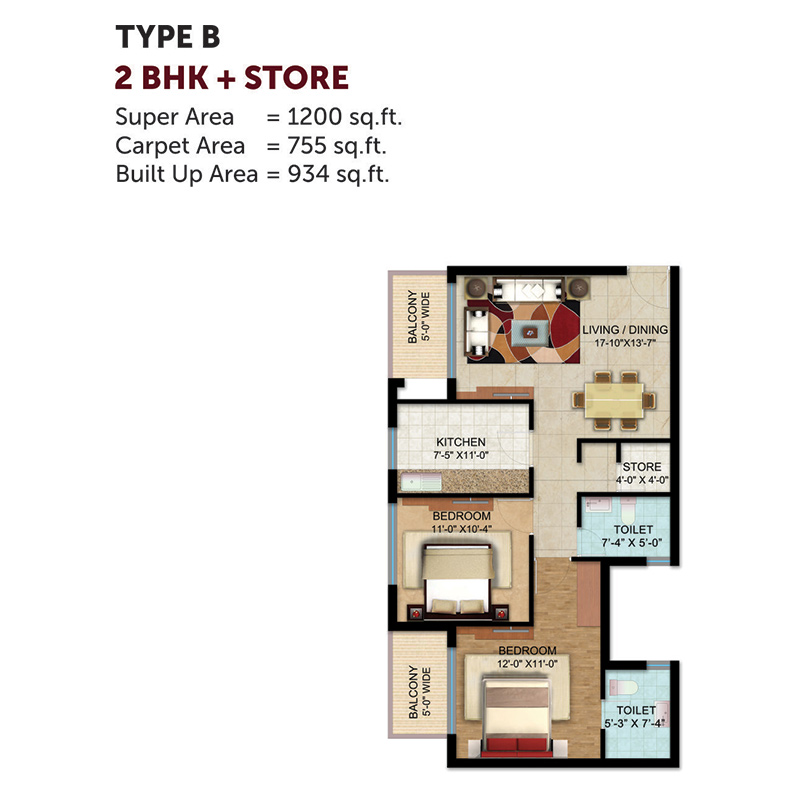 TYPE B
2 BHK + STORE
Super Area = 1200 sq.ft.
Carpet Area = 755 sq.ft.
Built Up Area = 934 sq.ft.
BALCONY
5'-0" WIDE
LIVING / DINING
17-10"X13'-7"
KITCHEN
7'-5" X11'-0"
STORE
4'-0" X 4'-0"
BEDROOM
11'-0"X10'-4"
TOILET
7'-4" X 5'-0"
BEDROOM
12'-0"X11'-0"
BALCONY
5'-0" WIDE
TOILET
5'-3" X 7'-4"